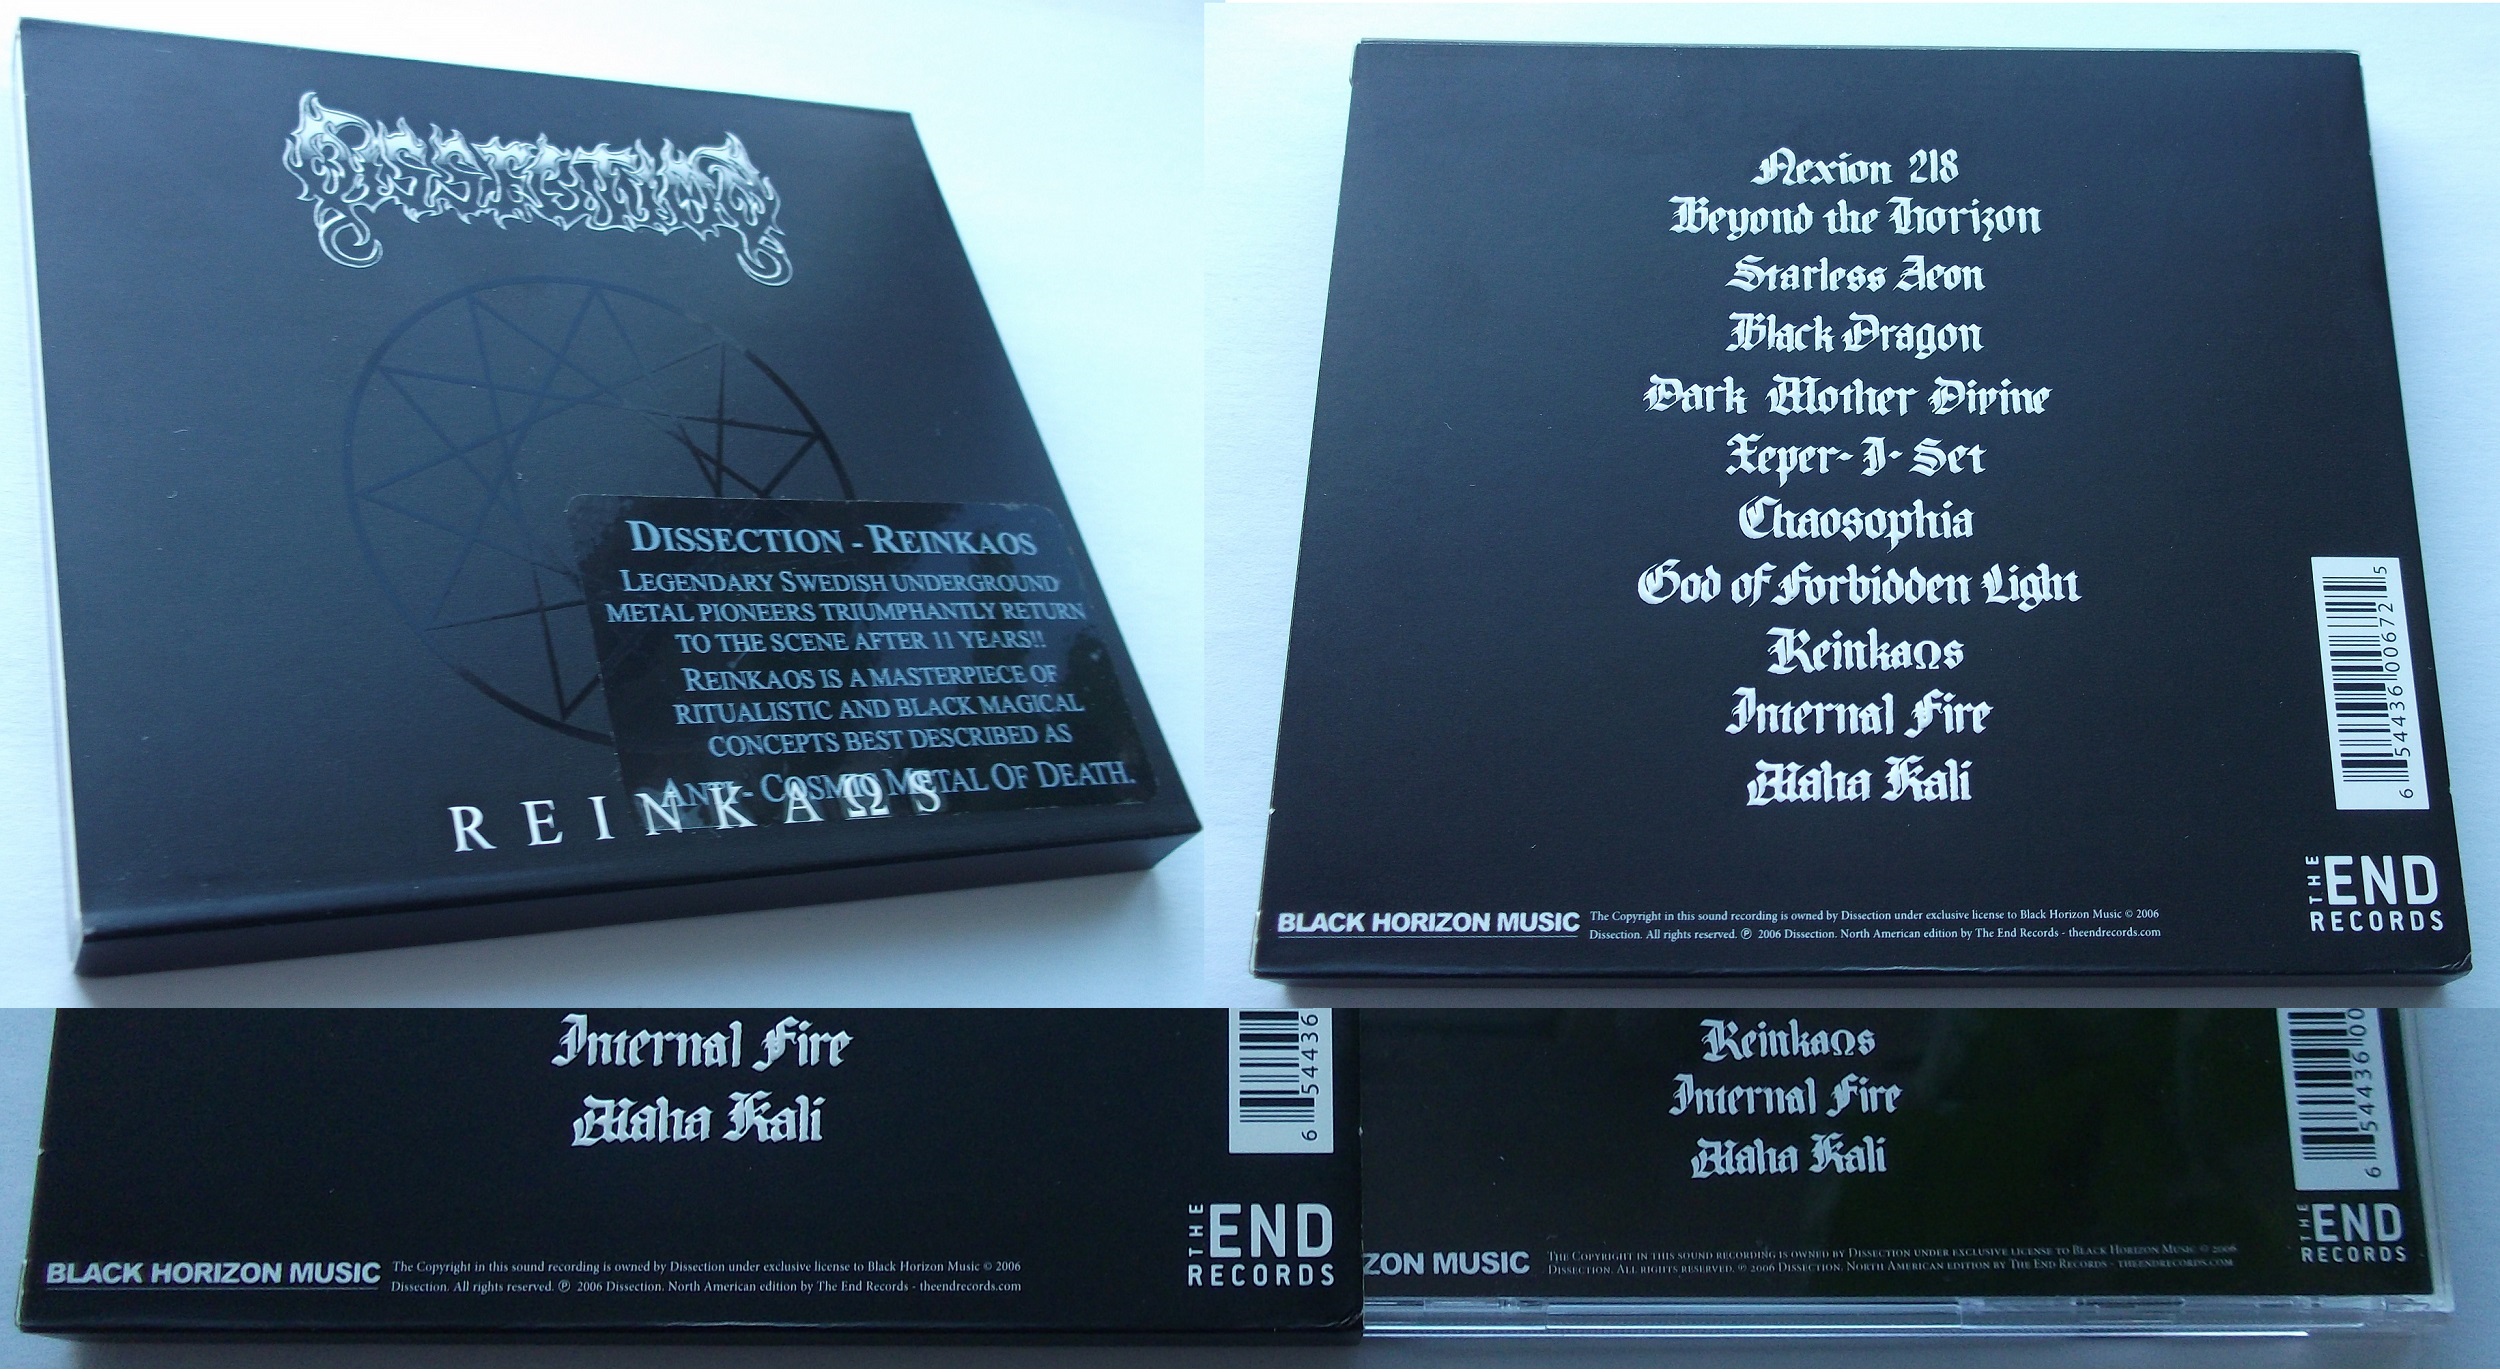 DISSECTION
DISSECTION - REINKAOS
LEGENDARY SWEDISH UNDERGROUND
METAL PIONEERS TRIUMPHANTLY RETURN
TO THE SCENE AFTER 11 YEARS!!
REINKAOS IS A MASTERPIECE OF
RITUALISTIC AND BLACK MAGICAL
CONCEPTS BEST DESCRIBED AS
ANTI - COSMIC METAL OF DEATH.
REINKAΩS
Nexion 218
Beyond the Horizon
Starless Aeon
Black Dragon
Dark Mother Divine
Xeper-I-Set
Chaosophia
God of Forbidden Light
ReinkaΩs
Internal Fire
Maha Kali
6 54436 00672 5
THE END
RECORDS
BLACK HORIZON MUSIC
The Copyright in this sound recording is owned by Dissection under exclusive license to Black Horizon Music © 2006
Dissection. All rights reserved. ℗ 2006 Dissection. North American edition by The End Records - theendrecords.com
Internal Fire
Maha Kali
6 54436
THE END
RECORDS
BLACK HORIZON MUSIC
The Copyright in this sound recording is owned by Dissection under exclusive license to Black Horizon Music © 2006
Dissection. All rights reserved. ℗ 2006 Dissection. North American edition by The End Records - theendrecords.com
ReinkaΩs
Internal Fire
Maha Kali
6 54436 00
THE END
RECORDS
ZON MUSIC
THE COPYRIGHT IN THIS SOUND RECORDING IS OWNED BY DISSECTION UNDER EXCLUSIVE LICENSE TO BLACK HORIZON MUSIC © 2006
DISSECTION. ALL RIGHTS RESERVED. ℗ 2006 DISSECTION. NORTH AMERICAN EDITION BY THE END RECORDS - THEENDRECORDS.COM